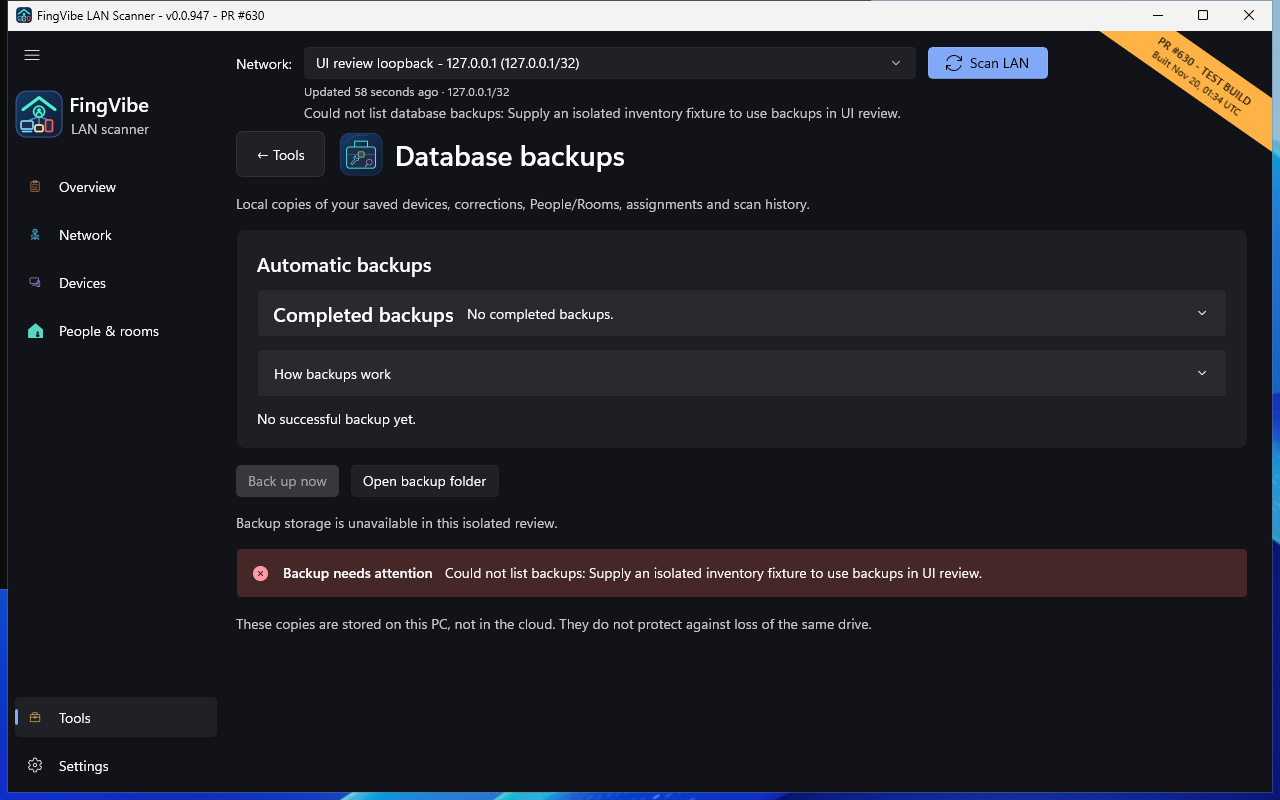 FingVibe LAN Scanner - v0.0.947 - PR #630
Network:
UI review loopback - 127.0.0.1 (127.0.0.1/32)
Scan LAN
PR #630 - TEST BUILD
Built Nov 20, 01:34 UTC
Updated 58 seconds ago · 127.0.0.1/32
Could not list database backups: Supply an isolated inventory fixture to use backups in UI review.
FingVibe
LAN scanner
Overview
Network
Devices
People & rooms
Tools
Settings
← Tools
Database backups
Local copies of your saved devices, corrections, People/Rooms, assignments and scan history.
Automatic backups
Completed backups No completed backups.
How backups work
No successful backup yet.
Back up now
Open backup folder
Backup storage is unavailable in this isolated review.
Backup needs attention Could not list backups: Supply an isolated inventory fixture to use backups in UI review.
These copies are stored on this PC, not in the cloud. They do not protect against loss of the same drive.